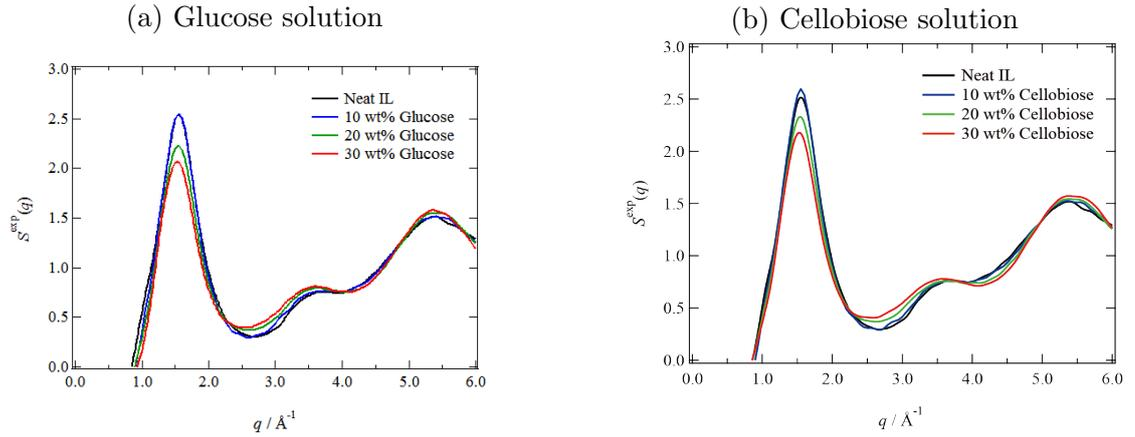 (a) Glucose solution
3.0
2.5
2.0
1.5
1.0
0.5
0.0
S^exp(q)
Neat IL
10 wt% Glucose
20 wt% Glucose
30 wt% Glucose
0.0 1.0 2.0 3.0 4.0 5.0 6.0
q / Å⁻¹
(b) Cellobiose solution
3.0
2.5
2.0
1.5
1.0
0.5
0.0
S^exp(q)
Neat IL
10 wt% Cellobiose
20 wt% Cellobiose
30 wt% Cellobiose
0.0 1.0 2.0 3.0 4.0 5.0 6.0
q / Å⁻¹